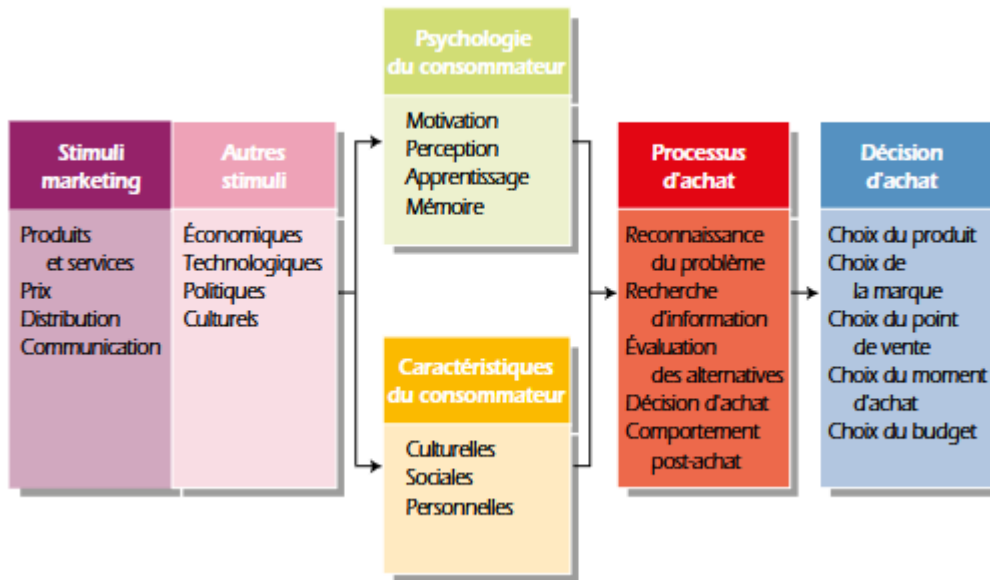 Stimuli
marketing
Produits
et services
Prix
Distribution
Communication
Autres
stimuli
Économiques
Technologiques
Politiques
Culturels
Psychologie
du consommateur
Motivation
Perception
Apprentissage
Mémoire
Caractéristiques
du consommateur
Culturelles
Sociales
Personnelles
Processus
d'achat
Reconnaissance
du problème
Recherche
d'information
Évaluation
des alternatives
Décision d'achat
Comportement
post-achat
Décision
d'achat
Choix du produit
Choix de
la marque
Choix du point
de vente
Choix du moment
d'achat
Choix du budget